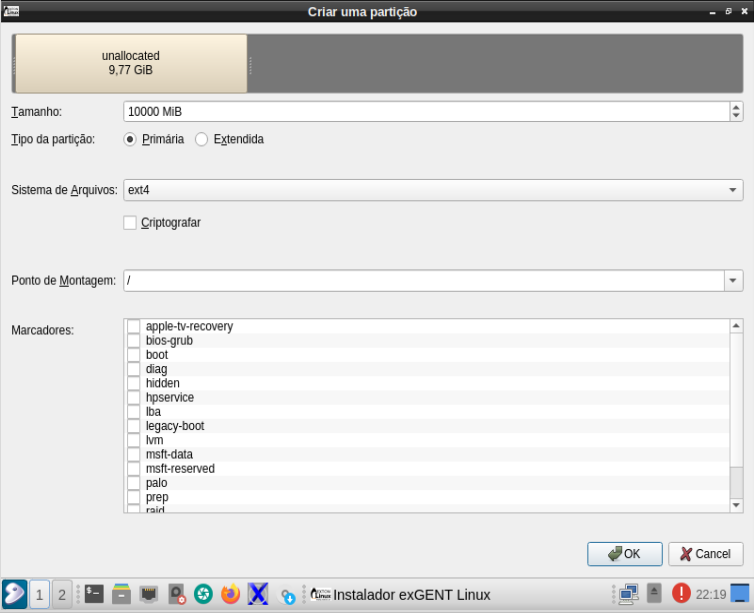 Criar uma partição
unallocated
9,77 GiB
Tamanho: 10000 MiB
Tipo da partição: Primária Extendida
Sistema de Arquivos: ext4
Criptografar
Ponto de Montagem: /
Marcadores:
apple-tv-recovery
bios-grub
boot
diag
hidden
hpservice
lba
legacy-boot
lvm
msft-data
msft-reserved
palo
prep
raid
OK Cancel
1 2 Instalador exGENT Linux 22:19